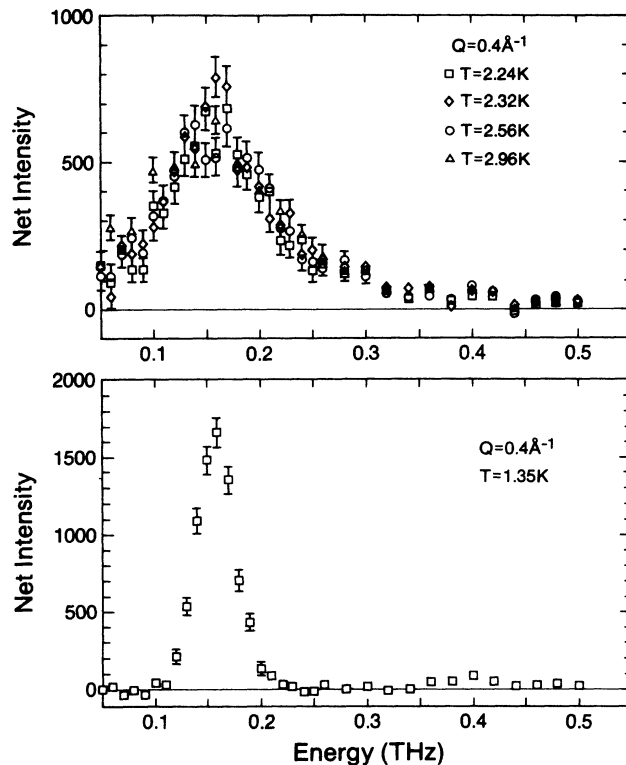 1000
Q=0.4Å⁻¹
T=2.24K
T=2.32K
T=2.56K
T=2.96K
Net Intensity
500
0
0.1 0.2 0.3 0.4 0.5
2000
1500
1000
500
0
Net Intensity
Q=0.4Å⁻¹
T=1.35K
0.1 0.2 0.3 0.4 0.5
Energy (THz)